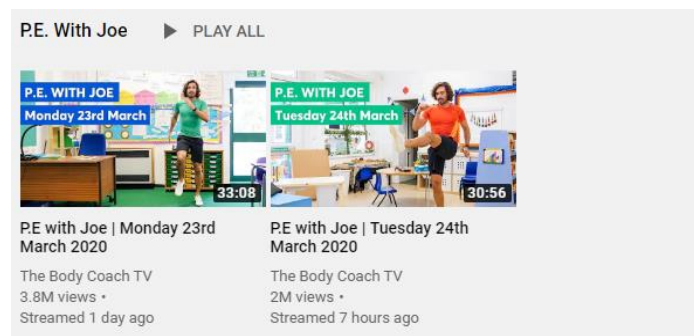 P.E. With Joe
PLAY ALL
P.E. WITH JOE
Monday 23rd March
33:08
P.E with Joe | Monday 23rd
March 2020
The Body Coach TV
3.8M views •
Streamed 1 day ago
P.E. WITH JOE
Tuesday 24th March
30:56
P.E with Joe | Tuesday 24th
March 2020
The Body Coach TV
2M views •
Streamed 7 hours ago